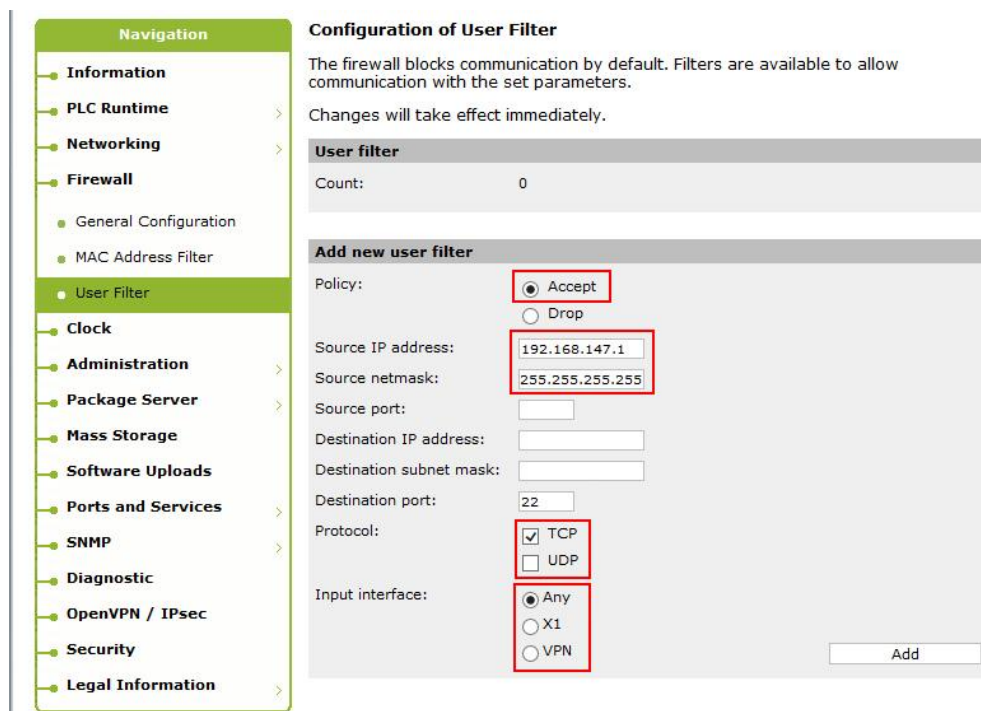 Navigation
Information
PLC Runtime
Networking
Firewall
General Configuration
MAC Address Filter
User Filter
Clock
Administration
Package Server
Mass Storage
Software Uploads
Ports and Services
SNMP
Diagnostic
OpenVPN / IPsec
Security
Legal Information
Configuration of User Filter
The firewall blocks communication by default. Filters are available to allow
communication with the set parameters.
Changes will take effect immediately.
User filter
Count: 0
Add new user filter
Policy: Accept
Drop
Source IP address: 192.168.147.1
Source netmask: 255.255.255.255
Source port:
Destination IP address:
Destination subnet mask:
Destination port: 22
Protocol: TCP
UDP
Input interface: Any
X1
VPN
Add